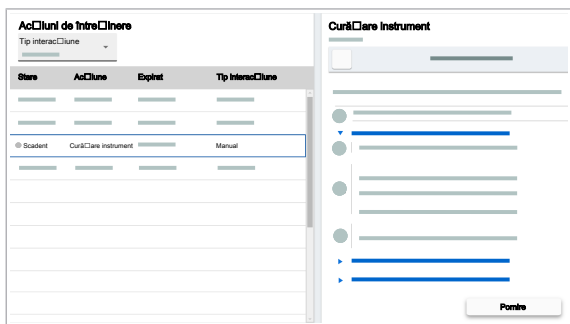 Ac□iuni de între□inere
Tip interac□iune
Stare Ac□iune Expirat Tip interac□iune
Scadent Cură□are instrument Manual
Cură□are instrument
Pornire